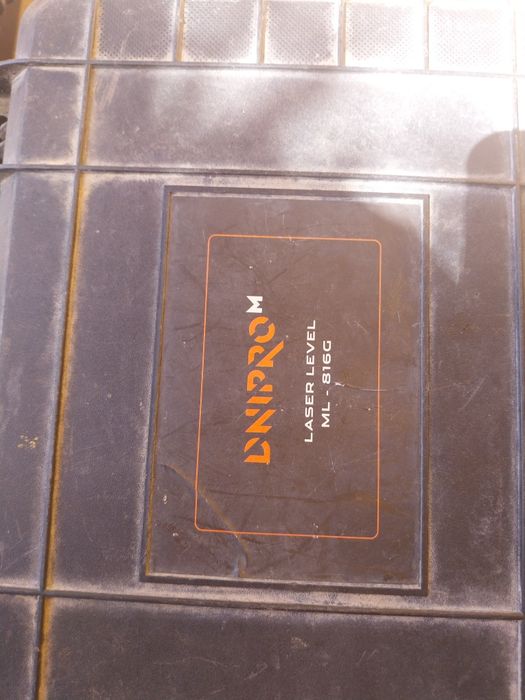 DNIPRO M
LASER LEVEL
ML - 816G